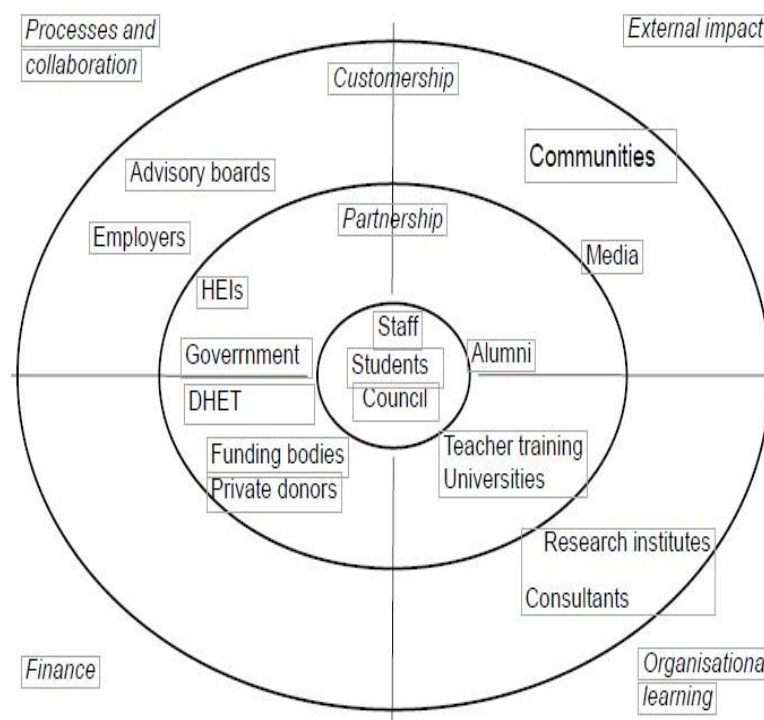 Processes and
collaboration
External impact
Customership
Communities
Advisory boards
Partnership
Employers
Media
HEIs
Staff
Goverrnment
Students
Alumni
DHET
Council
Funding bodies
Teacher training
Universities
Private donors
Research institutes
Consultants
Finance
Organisationa
learning